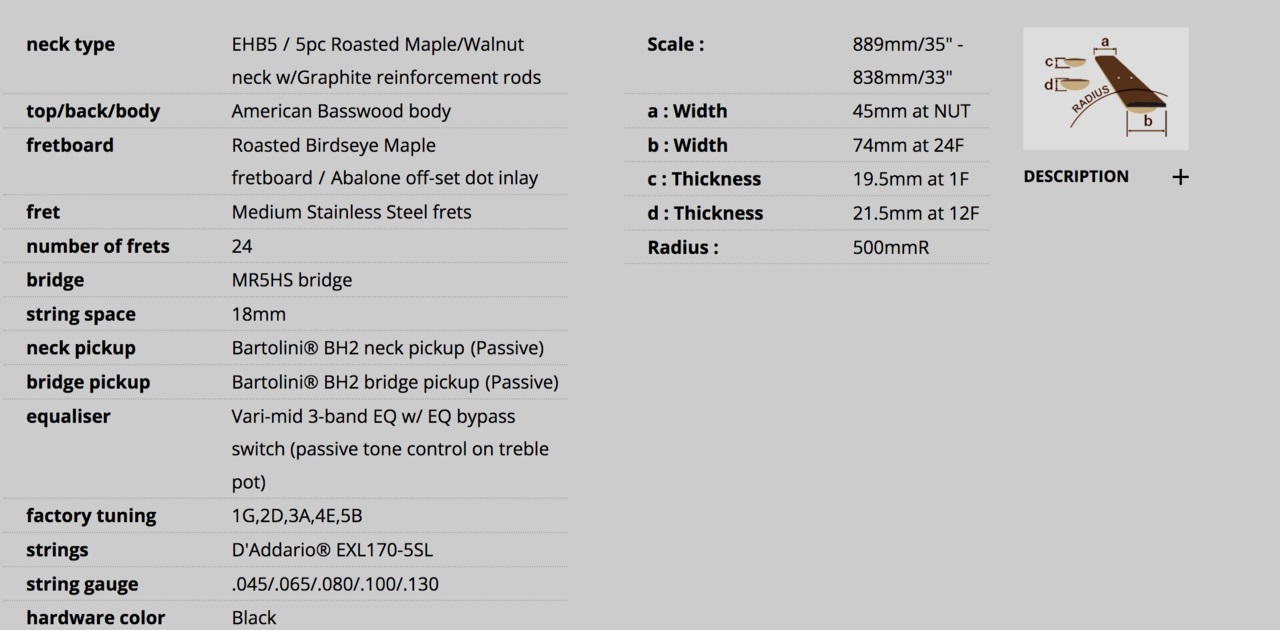 neck type EHB5 / 5pc Roasted Maple/Walnut
neck w/Graphite reinforcement rods
top/back/body American Basswood body
fretboard Roasted Birdseye Maple
fretboard / Abalone off-set dot inlay
fret Medium Stainless Steel frets
number of frets 24
bridge MR5HS bridge
string space 18mm
neck pickup Bartolini® BH2 neck pickup (Passive)
bridge pickup Bartolini® BH2 bridge pickup (Passive)
equaliser Vari-mid 3-band EQ w/ EQ bypass
switch (passive tone control on treble
pot)
factory tuning 1G,2D,3A,4E,5B
strings D'Addario® EXL170-5SL
string gauge .045/.065/.080/.100/.130
hardware color Black
Scale : 889mm/35" -
838mm/33"
a : Width 45mm at NUT
b : Width 74mm at 24F
c : Thickness 19.5mm at 1F
d : Thickness 21.5mm at 12F
Radius : 500mmR
a
c
d
RADIUS
b
DESCRIPTION +